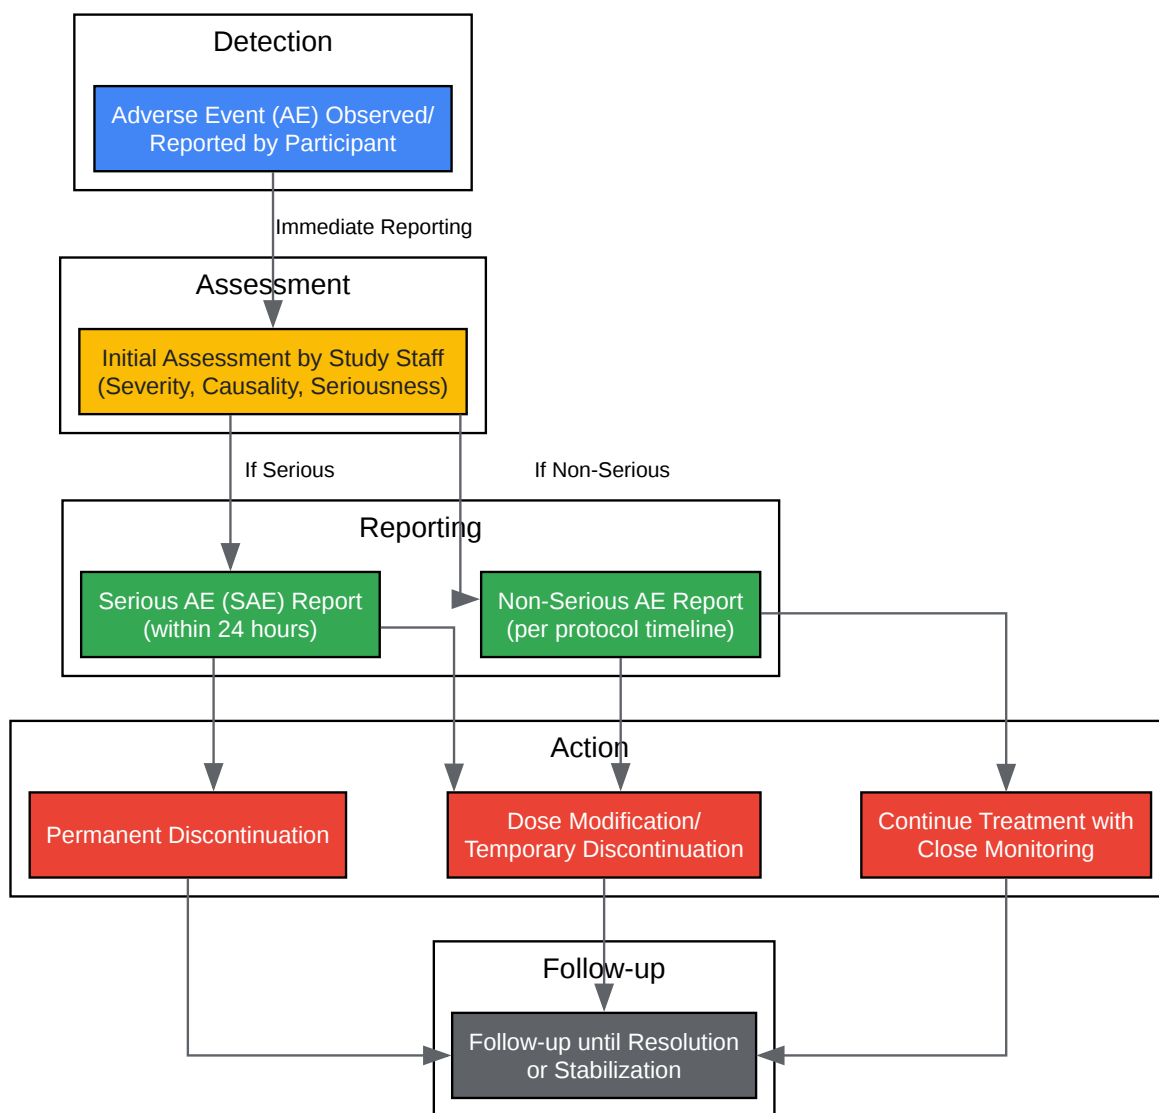 Detection
Adverse Event (AE) Observed/
Reported by Participant
Immediate Reporting
Assessment
Initial Assessment by Study Staff
(Severity, Causality, Seriousness)
If Serious
If Non-Serious
Reporting
Serious AE (SAE) Report
(within 24 hours)
Non-Serious AE Report
(per protocol timeline)
Action
Permanent Discontinuation
Dose Modification/
Temporary Discontinuation
Continue Treatment with
Close Monitoring
Follow-up
Follow-up until Resolution
or Stabilization